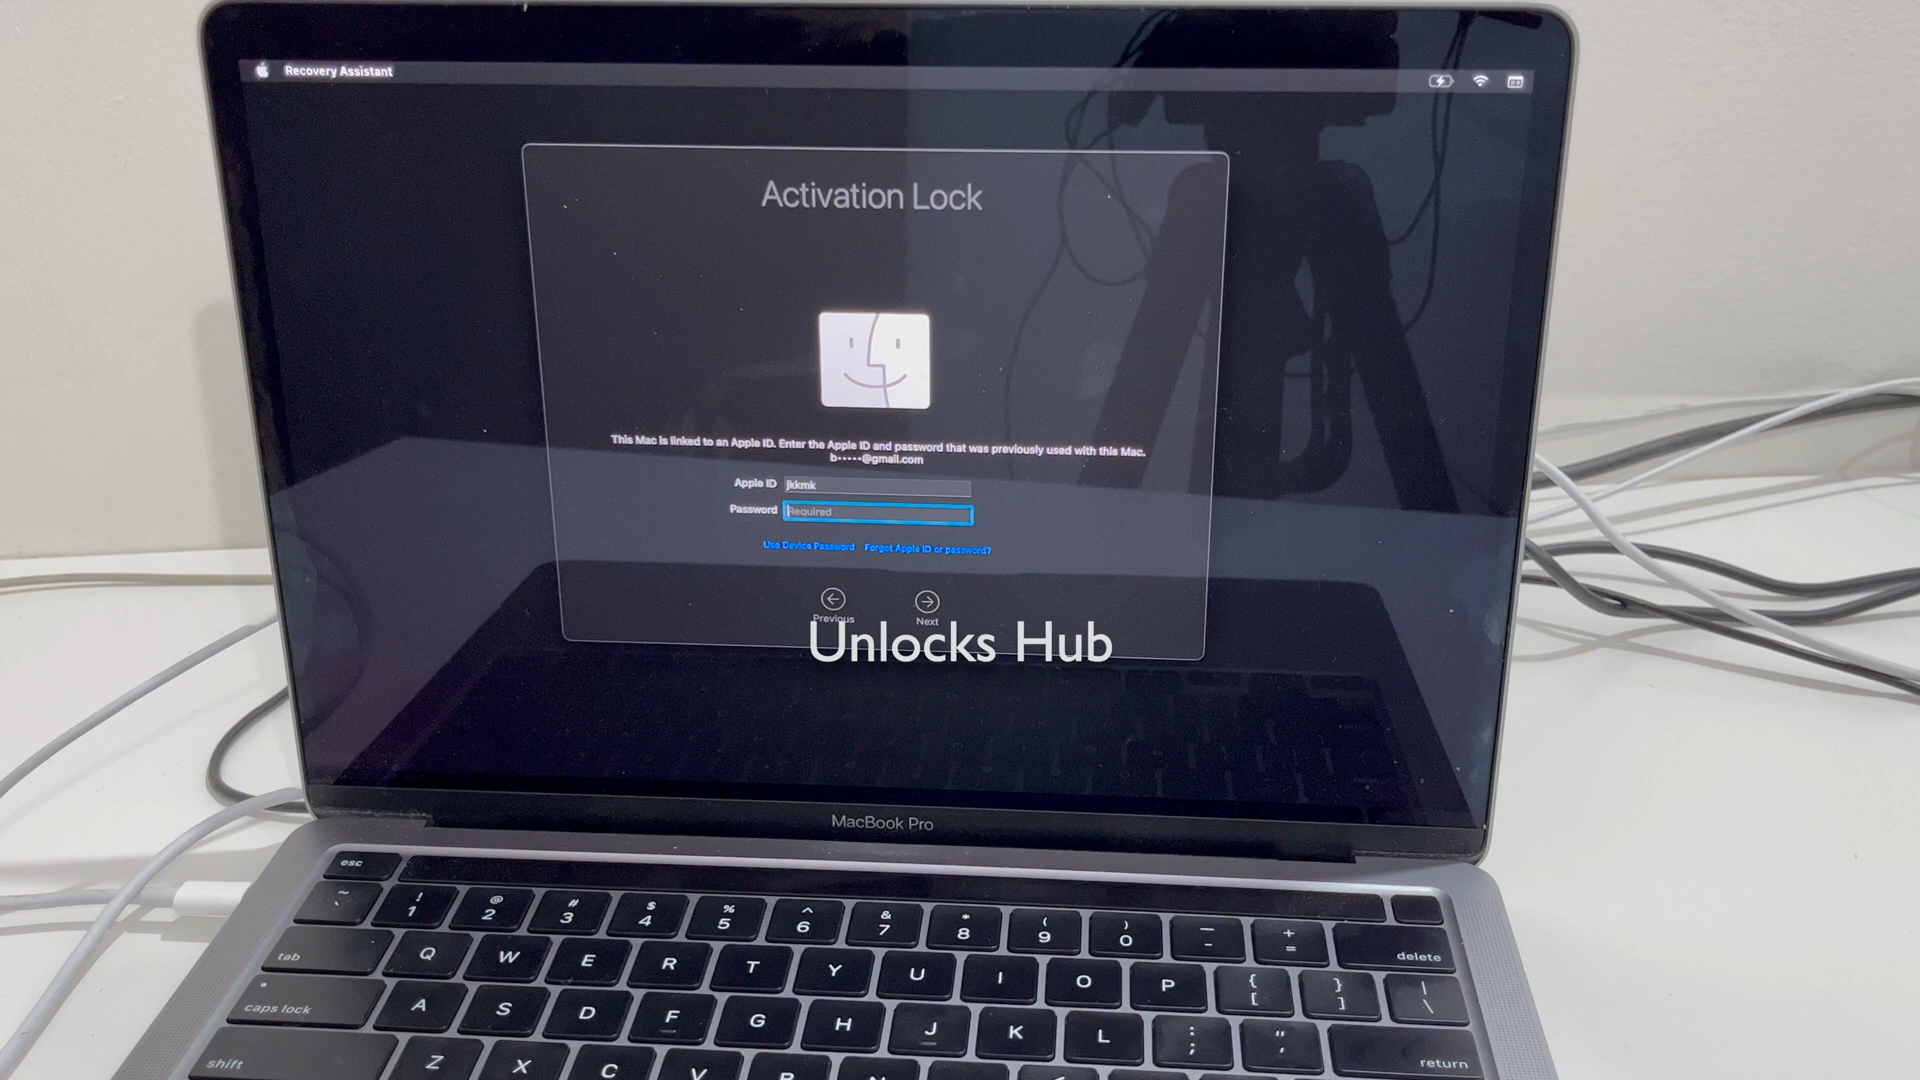 Recovery Assistant
Activation Lock
This Mac is linked to an Apple ID. Enter the Apple ID and password that was previously used with this Mac.
b•••••@gmail.com
Apple ID jkkmk
Password Required
Use Device Password Forgot Apple ID or password?
Previous Next
Unlocks Hub
MacBook Pro
esc
~ ` ! 1 @ 2 # 3 $ 4 % 5 ^ 6 & 7 * 8 ( 9 ) 0 _ - + = delete
tab Q W E R T Y U I O P { [ } ] | \
caps lock A S D F G H J K L : ; " ' return
shift Z X C V B